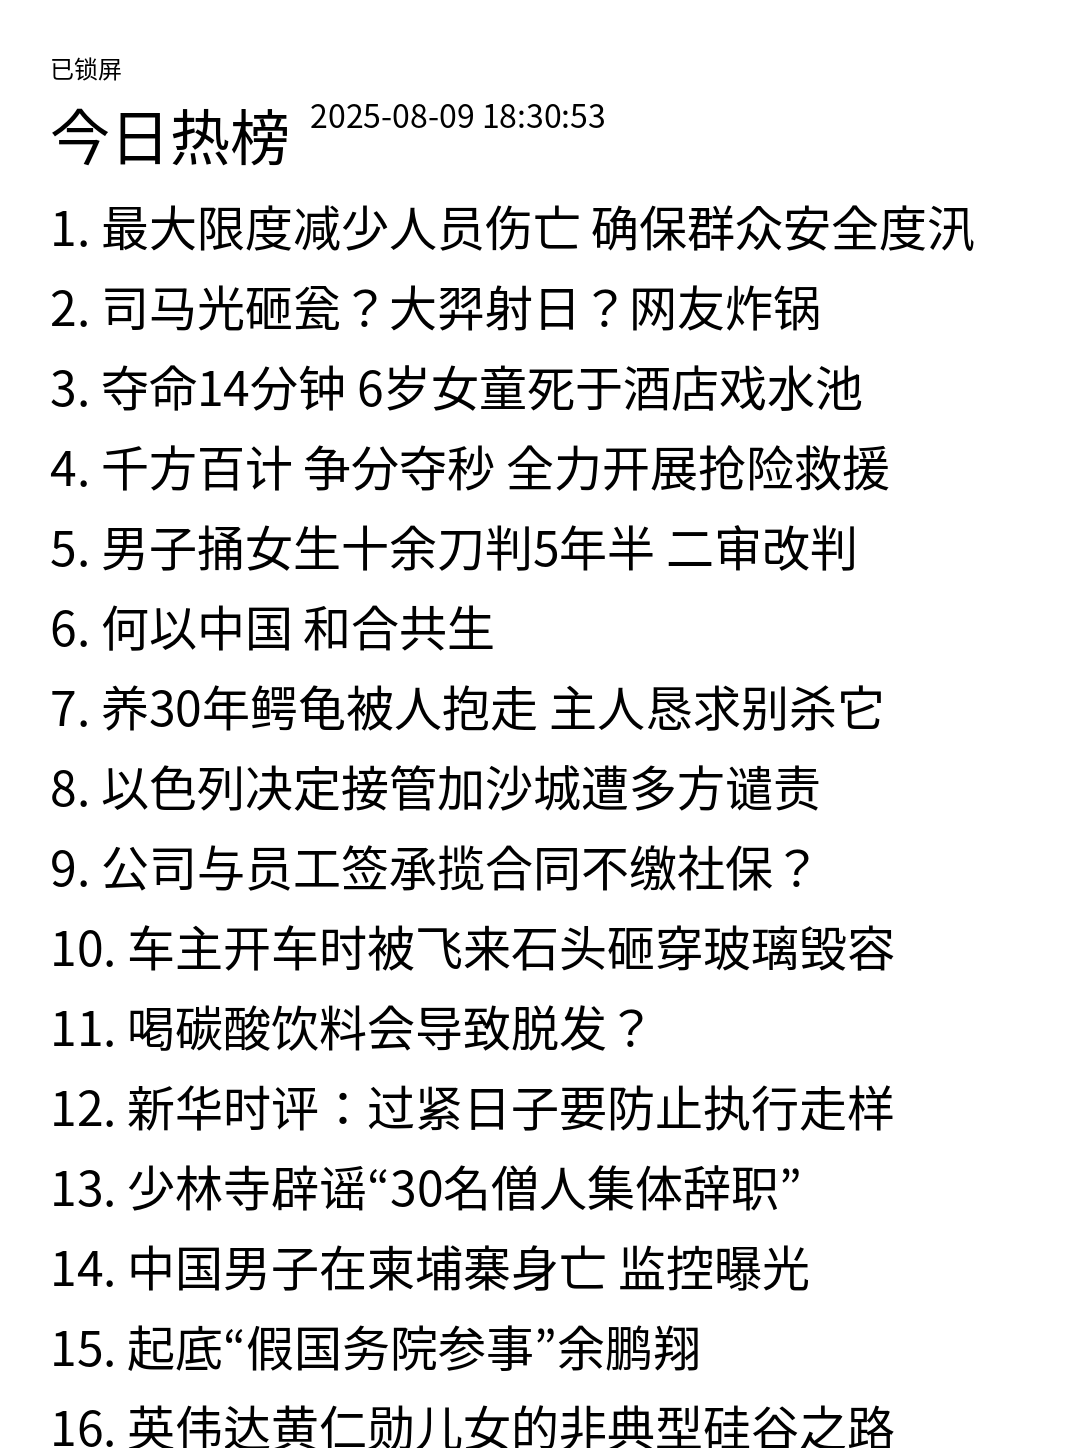 已锁屏
今日热榜 2025-08-09 18:30:53
1. 最大限度减少人员伤亡 确保群众安全度汛
2. 司马光砸瓮？大羿射日？网友炸锅
3. 夺命14分钟 6岁女童死于酒店戏水池
4. 千方百计 争分夺秒 全力开展抢险救援
5. 男子捅女生十余刀判5年半 二审改判
6. 何以中国 和合共生
7. 养30年鳄龟被人抱走 主人恳求别杀它
8. 以色列决定接管加沙城遭多方谴责
9. 公司与员工签承揽合同不缴社保？
10. 车主开车时被飞来石头砸穿玻璃毁容
11. 喝碳酸饮料会导致脱发？
12. 新华时评：过紧日子要防止执行走样
13. 少林寺辟谣“30名僧人集体辞职”
14. 中国男子在柬埔寨身亡 监控曝光
15. 起底“假国务院参事”余鹏翔
16. 英伟达黄仁勋儿女的非典型硅谷之路